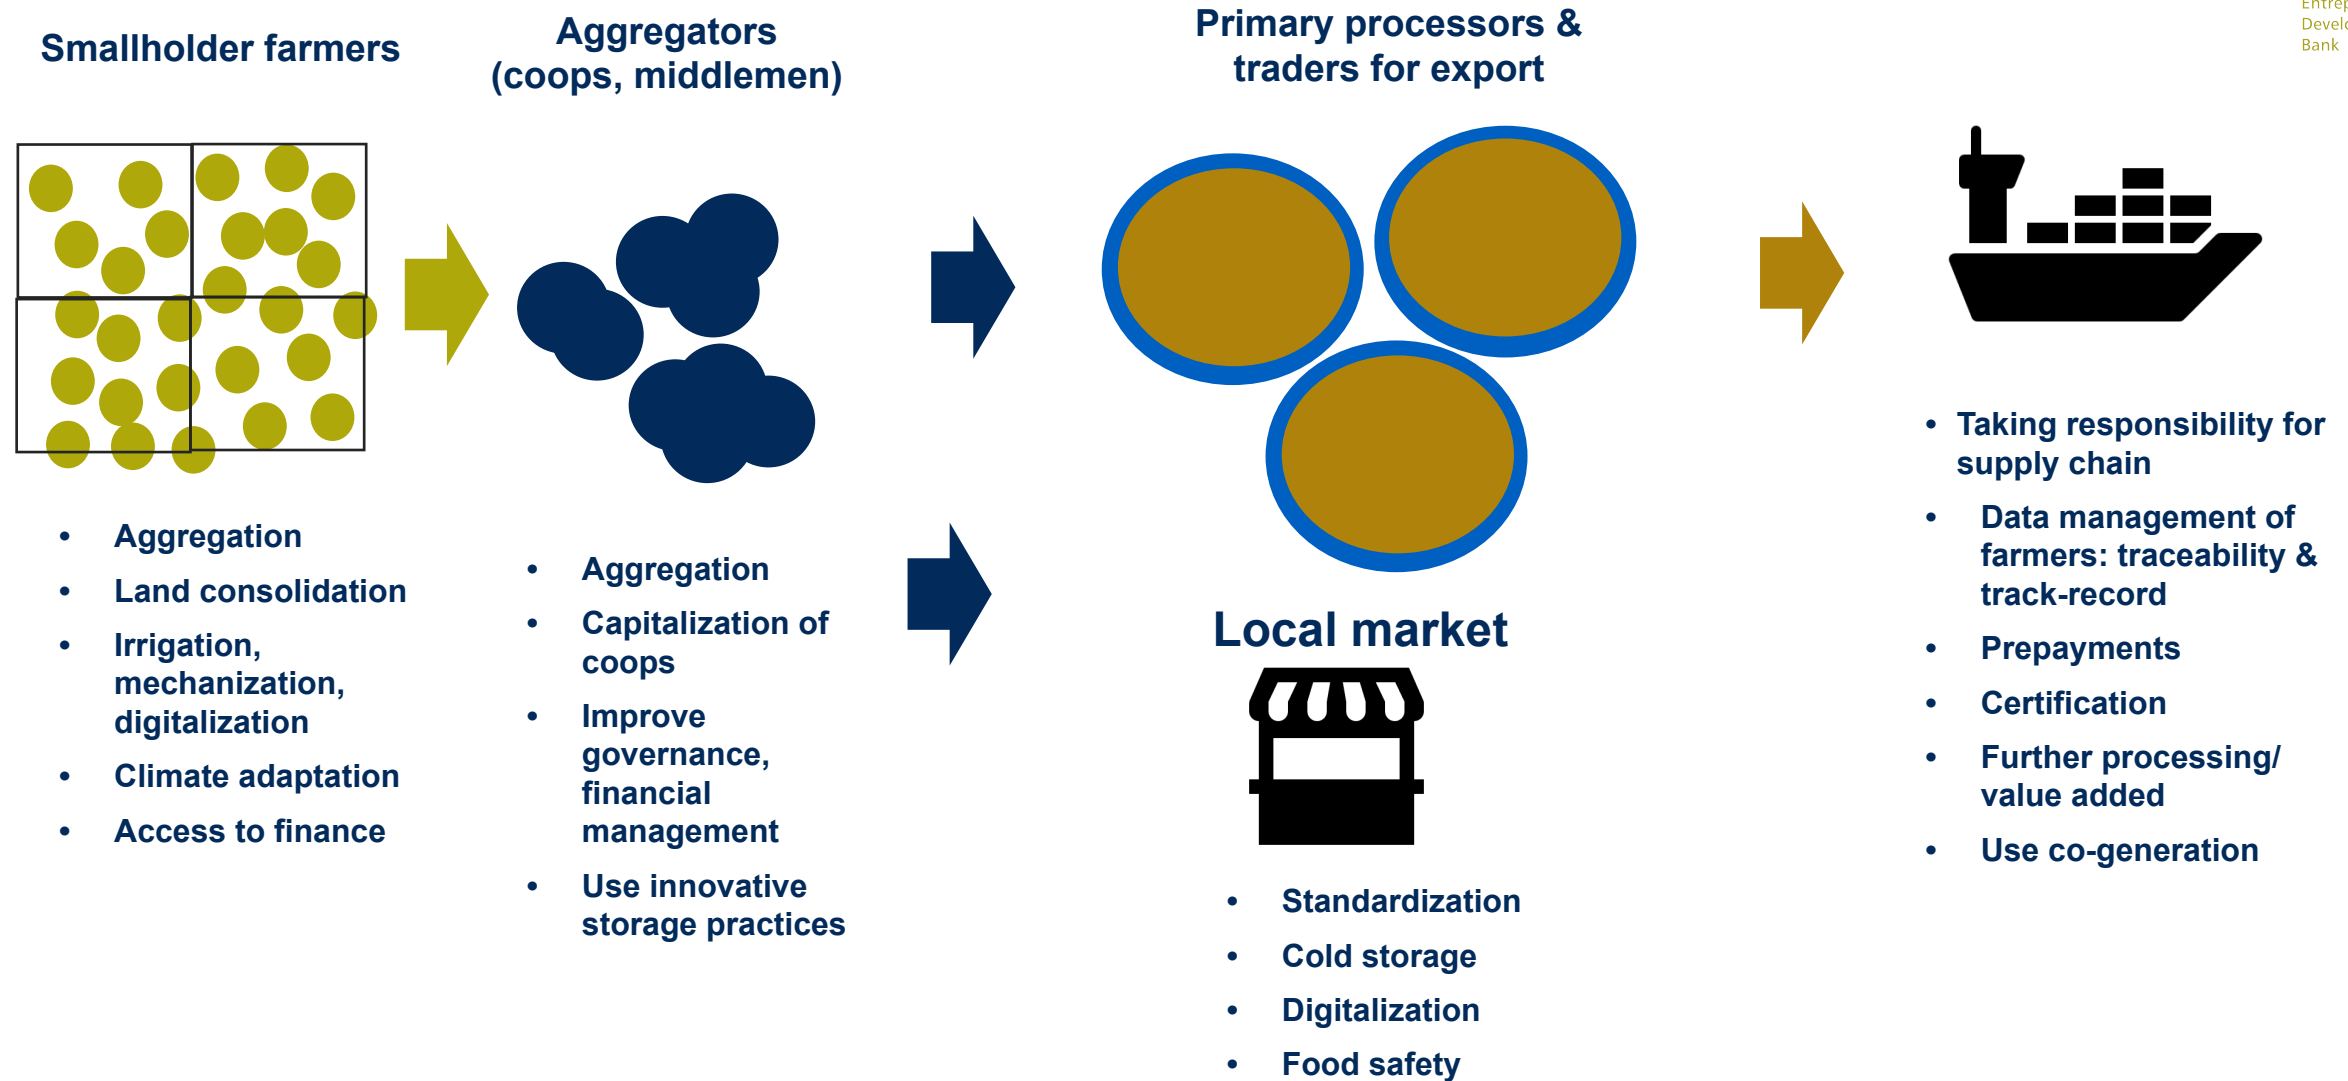 Smallholder farmers
Aggregators
(coops, middlemen)
Primary processors &
traders for export
Bank
• Aggregation
• Land consolidation
• Irrigation,
mechanization,
digitalization
• Climate adaptation
• Access to finance
• Aggregation
• Capitalization of
coops
• Improve
governance,
financial
management
• Use innovative
storage practices
Local market
• Standardization
• Cold storage
• Digitalization
• Food safety
• Taking responsibility for
supply chain
• Data management of
farmers: traceability &
track-record
• Prepayments
• Certification
• Further processing/
value added
• Use co-generation